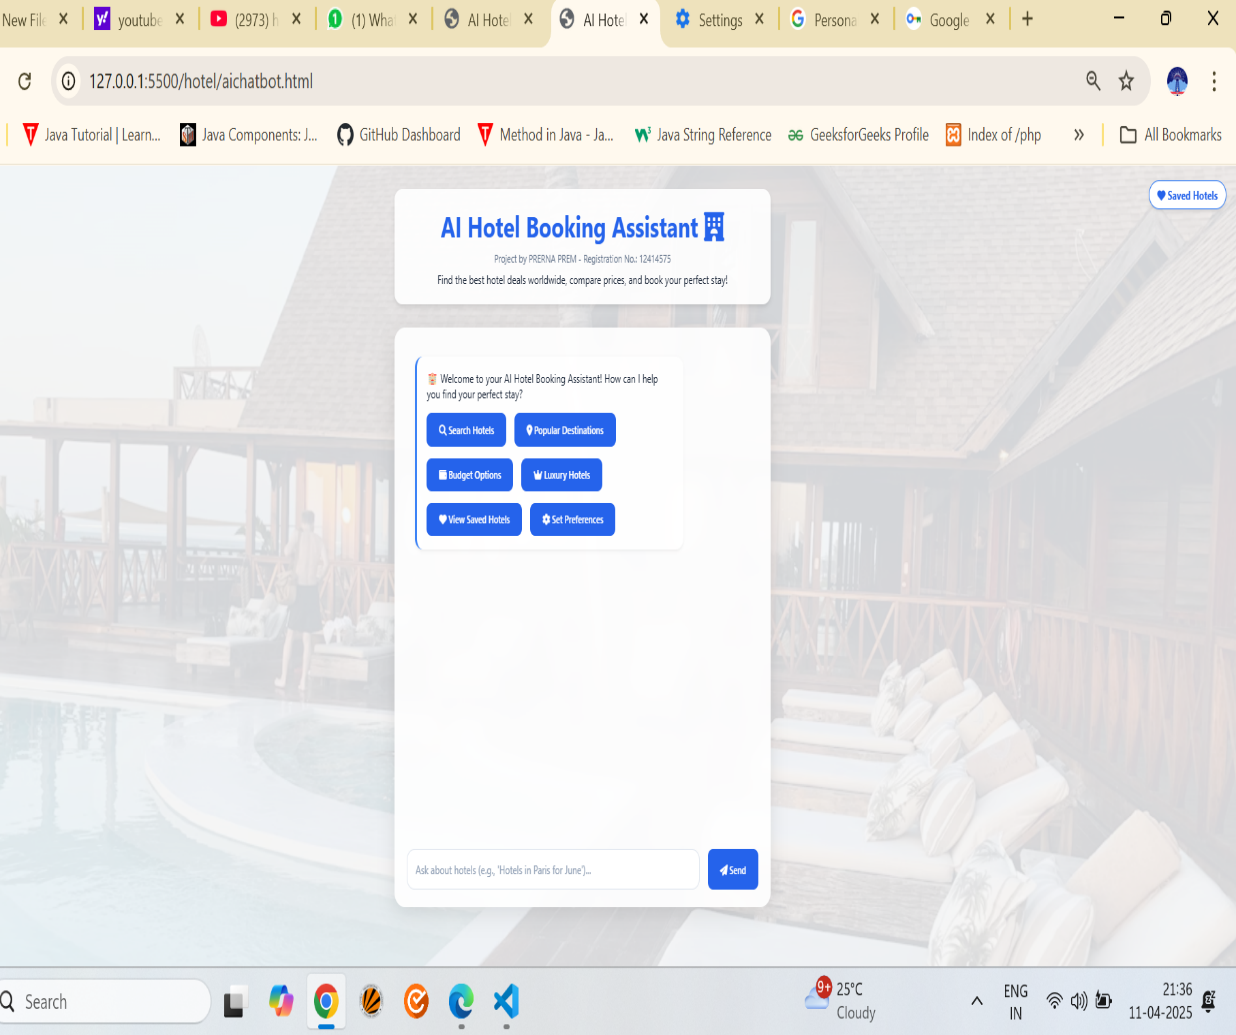 New File
youtube
(2973) h
(1) What
AI Hotel
AI Hotel
Settings
Persona
Google
127.0.0.1:5500/hotel/aichatbot.html
Java Tutorial | Learn...
Java Components: J...
GitHub Dashboard
Method in Java - Ja...
Java String Reference
GeeksforGeeks Profile
Index of /php
»
All Bookmarks
Saved Hotels
AI Hotel Booking Assistant
Project by PRERNA PREM - Registration No.: 12414575
Find the best hotel deals worldwide, compare prices, and book your perfect stay!
Welcome to your AI Hotel Booking Assistant! How can I help
you find your perfect stay?
Search Hotels
Popular Destinations
Budget Options
Luxury Hotels
View Saved Hotels
Set Preferences
Ask about hotels (e.g., 'Hotels in Paris for June')...
Send
Search
9+
25°C
Cloudy
ENG
IN
21:36
11-04-2025